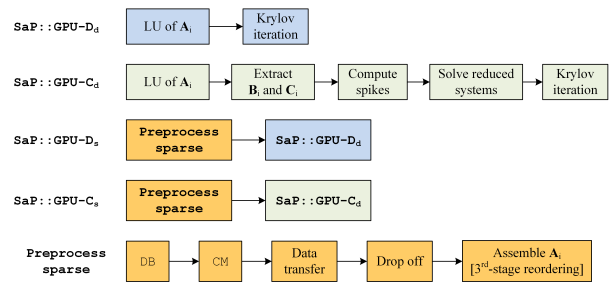 SaP::GPU-Dd LU of Ai Krylov iteration
SaP::GPU-Cd LU of Ai Extract Bi and Ci Compute spikes Solve reduced systems Krylov iteration
SaP::GPU-Ds Preprocess sparse SaP::GPU-Dd
SaP::GPU-Cs Preprocess sparse SaP::GPU-Cd
Preprocess sparse DB CM Data transfer Drop off Assemble Ai [3rd-stage reordering]